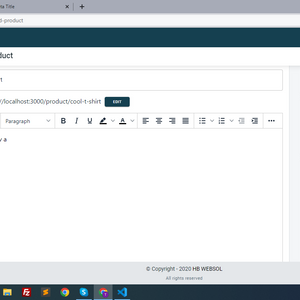 Title
d-product
duct
//localhost:3000/product/cool-t-shirt
EDIT
Paragraph
B I U A
a
© Copyright - 2020 HB WEBSOL
All rights reserved